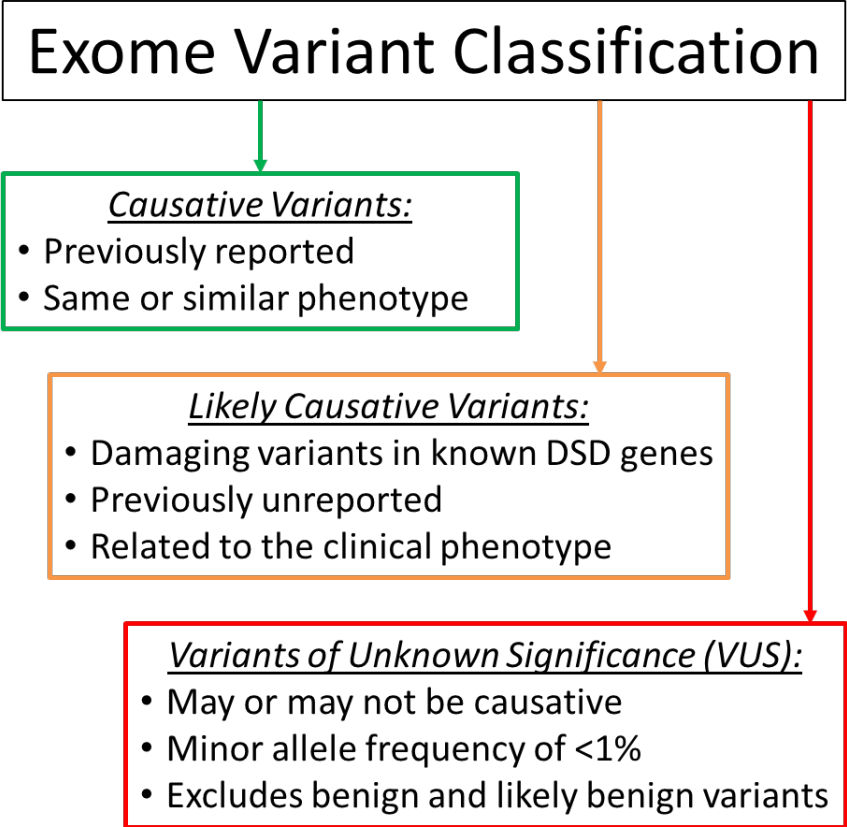 Exome Variant Classification
Causative Variants:
• Previously reported
• Same or similar phenotype
Likely Causative Variants:
• Damaging variants in known DSD genes
• Previously unreported
• Related to the clinical phenotype
Variants of Unknown Significance (VUS):
• May or may not be causative
• Minor allele frequency of <1%
• Excludes benign and likely benign variants